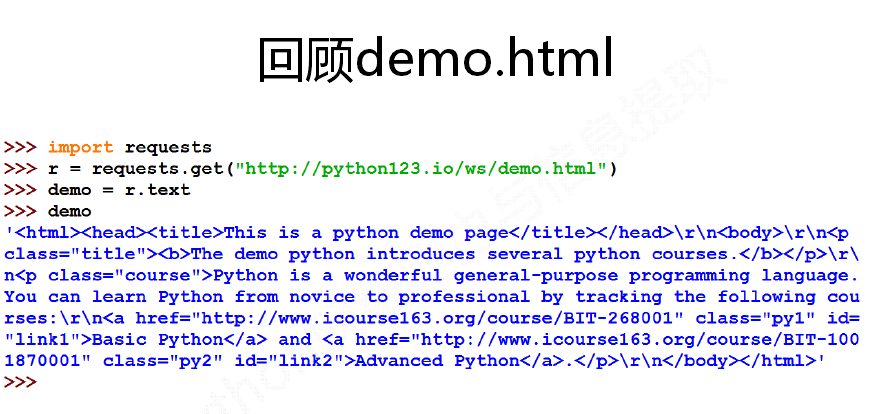 回顾demo.html
>>> import requests
>>> r = requests.get("http://python123.io/ws/demo.html")
>>> demo = r.text
>>> demo
'<html><head><title>This is a python demo page</title></head>\r\n<body>\r\n<p
class="title"><b>The demo python introduces several python courses.</b></p>\r\
n<p class="course">Python is a wonderful general-purpose programming language.
You can learn Python from novice to professional by tracking the following cou
rses:\r\n<a href="http://www.icourse163.org/course/BIT-268001" class="py1" id=
"link1">Basic Python</a> and <a href="http://www.icourse163.org/course/BIT-100
1870001" class="py2" id="link2">Advanced Python</a>.</p>\r\n</body></html>'
>>>
与信息提取